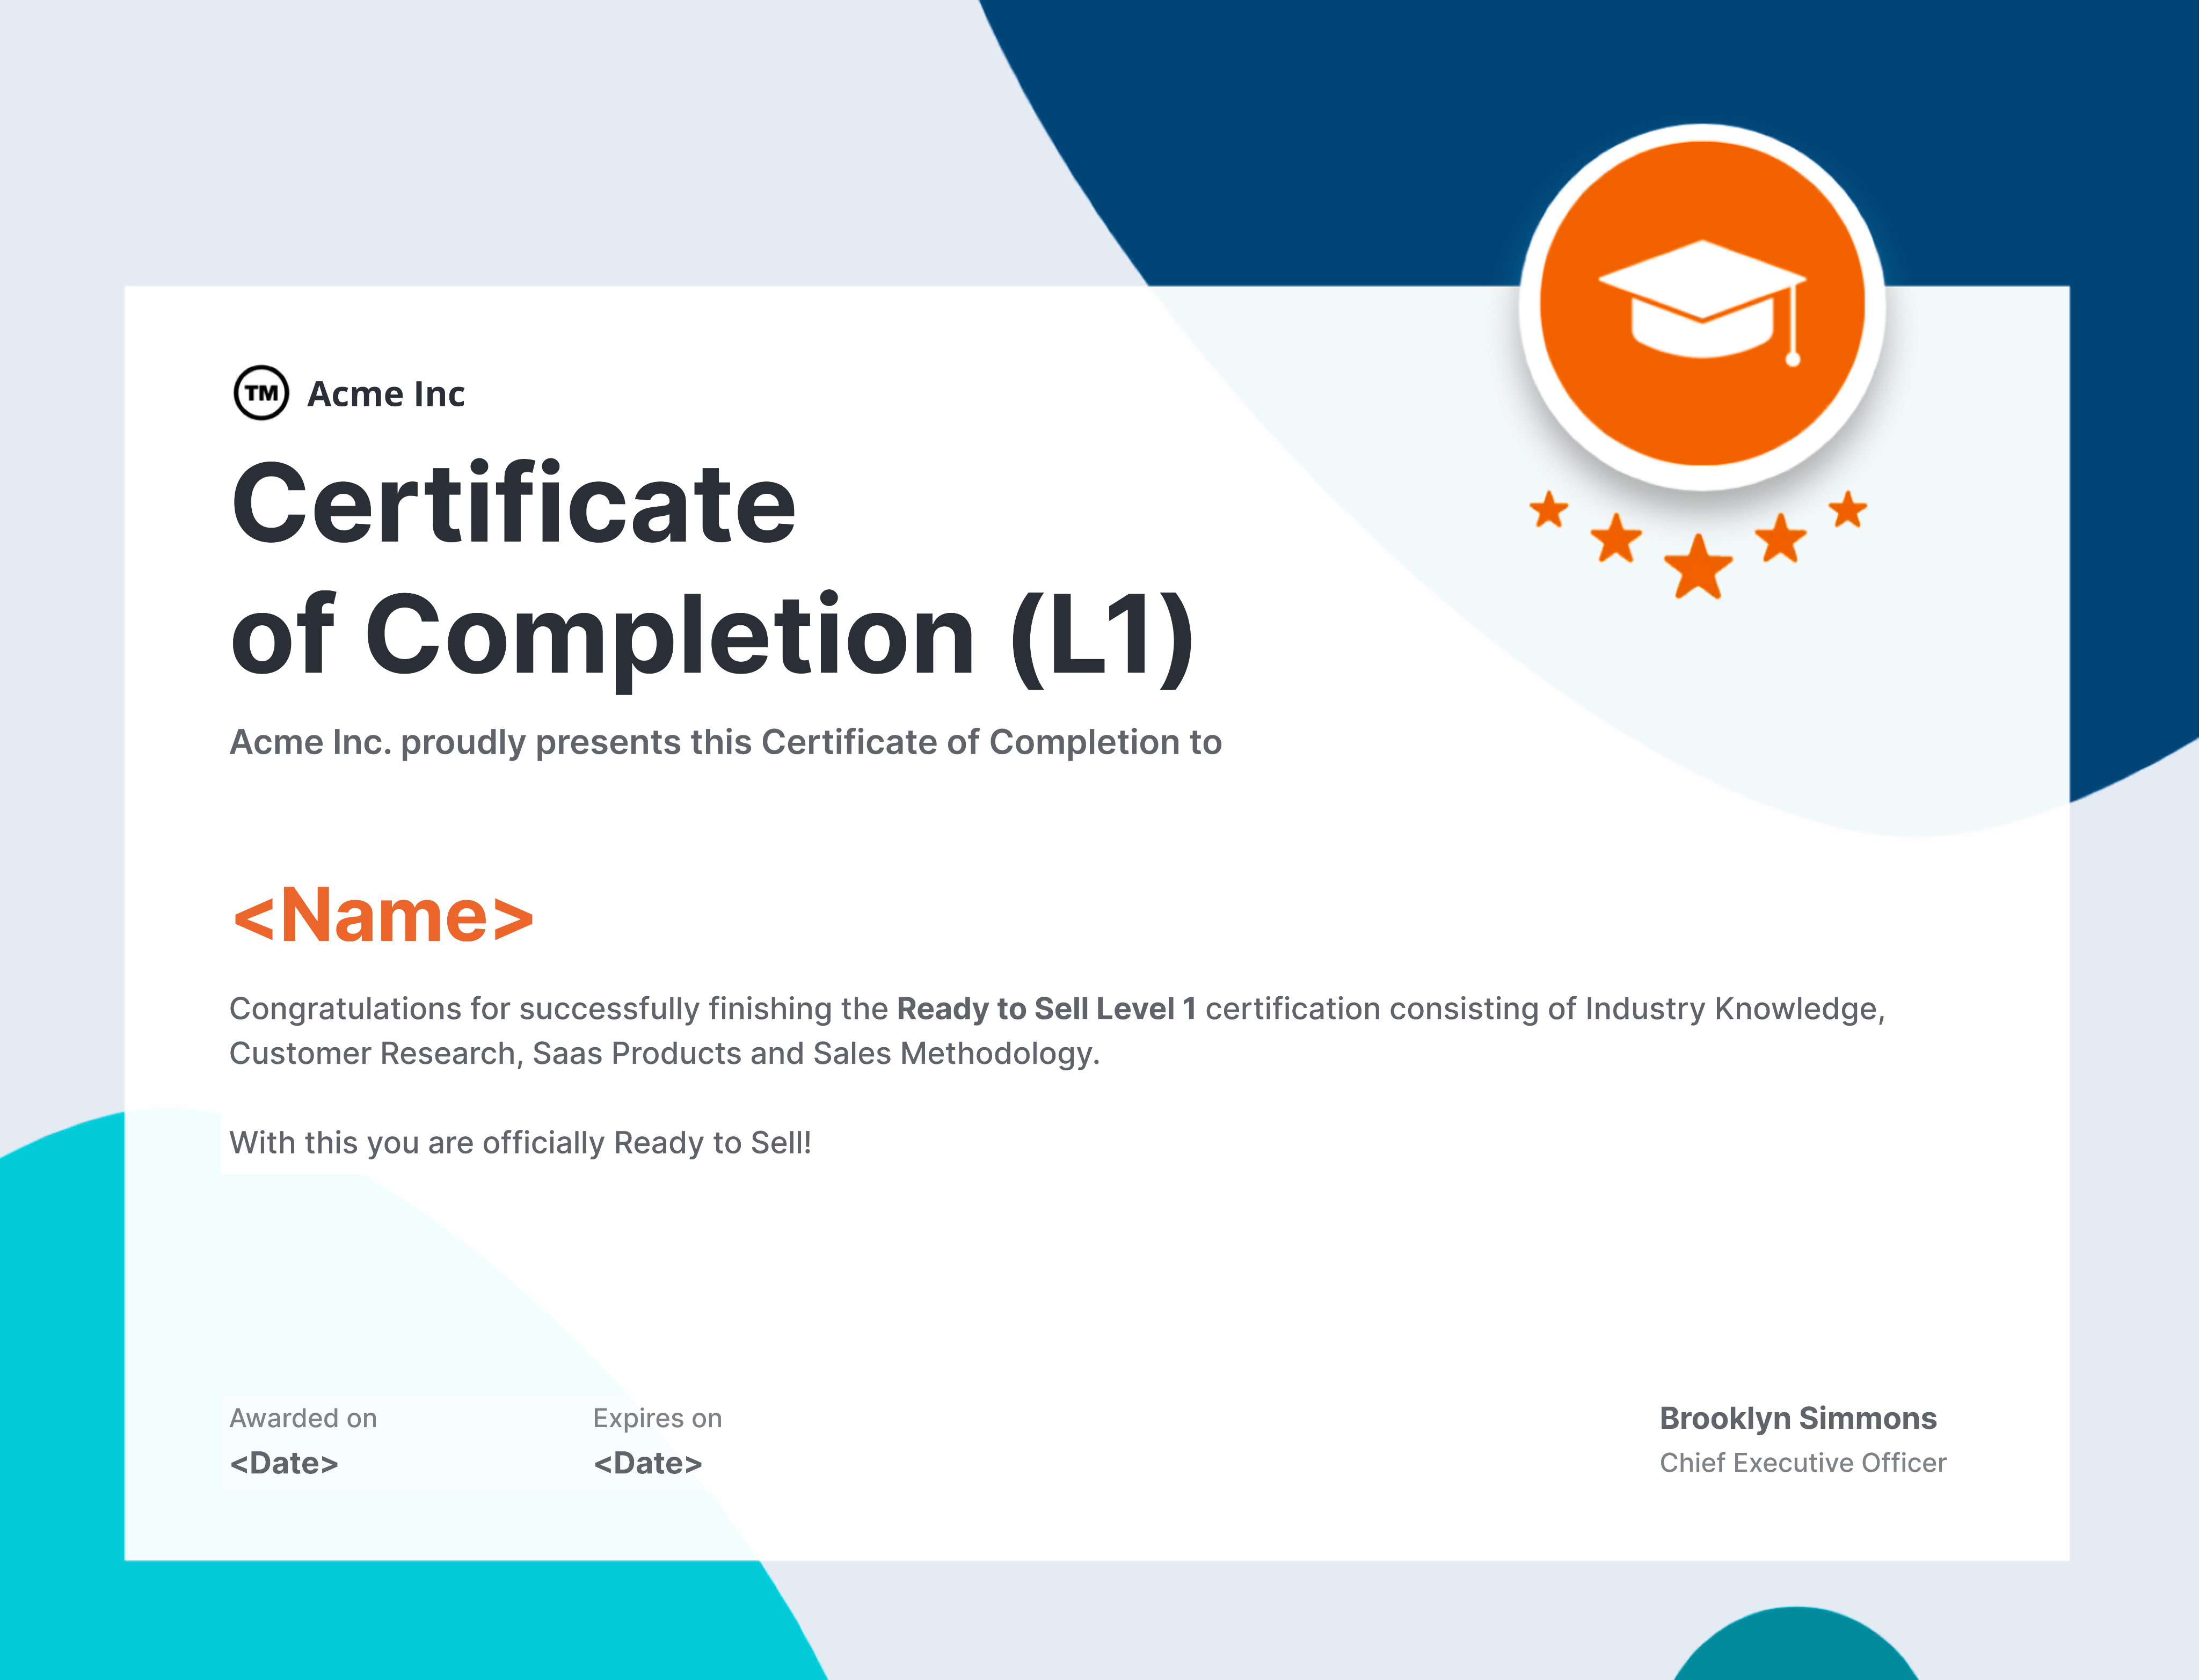 TM Acme Inc
Certificate
of Completion (L1)
Acme Inc. proudly presents this Certificate of Completion to
<Name>
Congratulations for successfully finishing the Ready to Sell Level 1 certification consisting of Industry Knowledge,
Customer Research, Saas Products and Sales Methodology.
With this you are officially Ready to Sell!
Awarded on
<Date>
Expires on
<Date>
Brooklyn Simmons
Chief Executive Officer